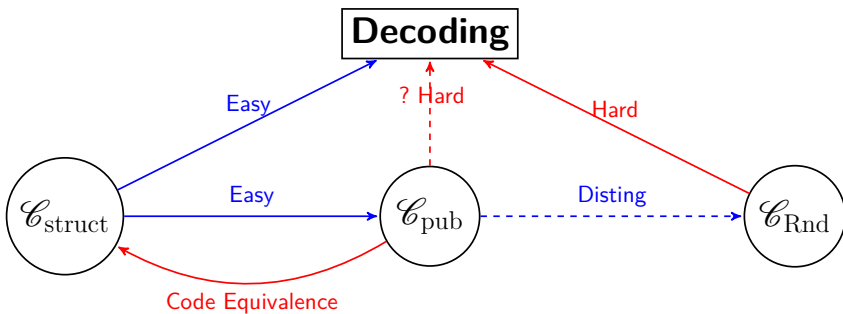 Decoding
Easy
? Hard
Hard
Easy
Disting
𝒞struct
𝒞pub
𝒞Rnd
Code Equivalence